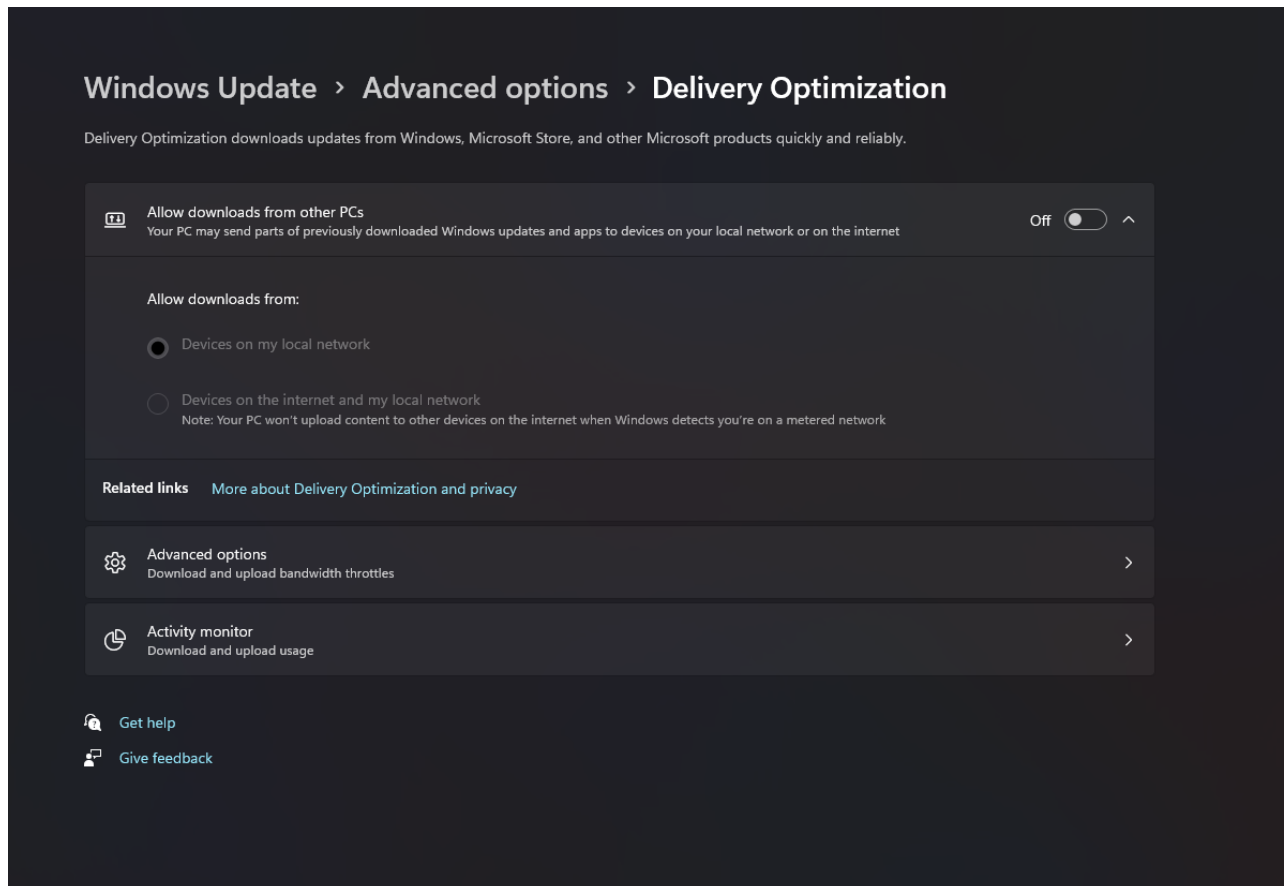 Windows Update > Advanced options > Delivery Optimization
Delivery Optimization downloads updates from Windows, Microsoft Store, and other Microsoft products quickly and reliably.
Allow downloads from other PCs
Your PC may send parts of previously downloaded Windows updates and apps to devices on your local network or on the internet
Off
Allow downloads from:
Devices on my local network
Devices on the internet and my local network
Note: Your PC won't upload content to other devices on the internet when Windows detects you're on a metered network
Related links More about Delivery Optimization and privacy
Advanced options
Download and upload bandwidth throttles
Activity monitor
Download and upload usage
Get help
Give feedback